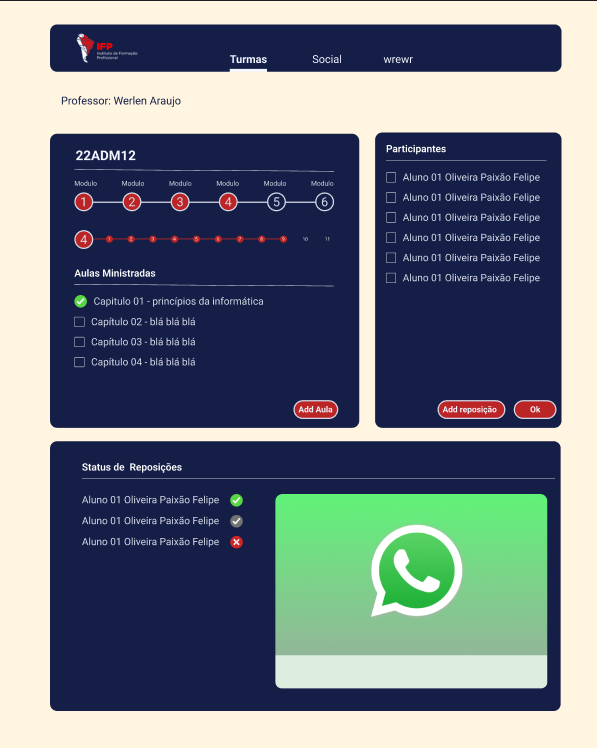 IFP
Instituto de Formação
Profissional
Turmas Social wrewr
Professor: Werlen Araujo
22ADM12
Modulo Modulo Modulo Modulo Modulo Modulo
1 2 3 4 5 6
4 1 2 3 4 5 6 7 8 9 10 11
Aulas Ministradas
Capitulo 01 - princípios da informática
Capítulo 02 - blá blá blá
Capítulo 03 - blá blá blá
Capítulo 04 - blá blá blá
Add Aula
Participantes
Aluno 01 Oliveira Paixão Felipe
Aluno 01 Oliveira Paixão Felipe
Aluno 01 Oliveira Paixão Felipe
Aluno 01 Oliveira Paixão Felipe
Aluno 01 Oliveira Paixão Felipe
Aluno 01 Oliveira Paixão Felipe
Add reposição Ok
Status de Reposições
Aluno 01 Oliveira Paixão Felipe
Aluno 01 Oliveira Paixão Felipe
Aluno 01 Oliveira Paixão Felipe